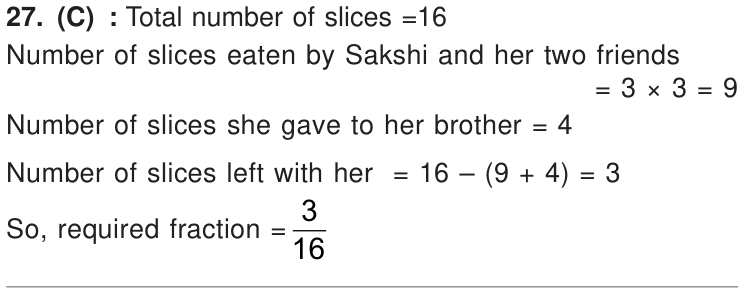 27. (C) : Total number of slices =16
Number of slices eaten by Sakshi and her two friends
= 3 × 3 = 9
Number of slices she gave to her brother = 4
Number of slices left with her = 16 – (9 + 4) = 3
So, required fraction = 3/16